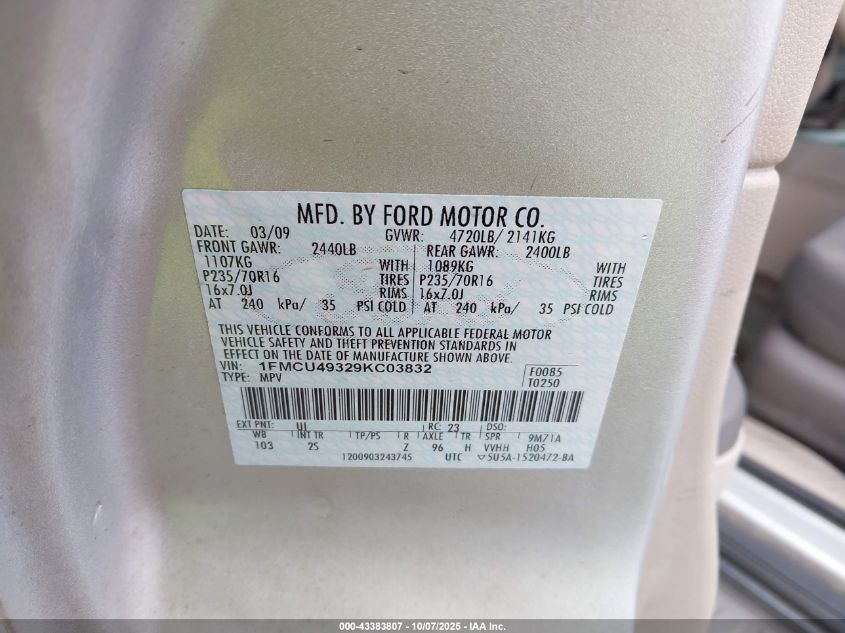 MFD. BY FORD MOTOR CO.
DATE: 03/09 GVWR: 4720LB/ 2141KG
FRONT GAWR: 2440LB REAR GAWR: 2400LB
1107KG WITH 1089KG WITH
P235/70R16 TIRES P235/70R16 TIRES
16x7.0J RIMS 16x7.0J RIMS
AT 240 kPa/ 35 PSI COLD AT 240 kPa/ 35 PSI COLD
THIS VEHICLE CONFORMS TO ALL APPLICABLE FEDERAL MOTOR
VEHICLE SAFETY AND THEFT PREVENTION STANDARDS IN
EFFECT ON THE DATE OF MANUFACTURE SHOWN ABOVE.
VIN: 1FMCU49329KC03832 F0085
TYPE: MPV T0250
EXT PNT: UI RC: 23 DSO:
WB INT TR TP/PS R AXLE TR SPR 9M71A
103 2S Z 96 H VVHH H05
1200903243745 UTC ▽5U5A-1520472-BA
000-43383807 - 10/07/2025 - IAA Inc.